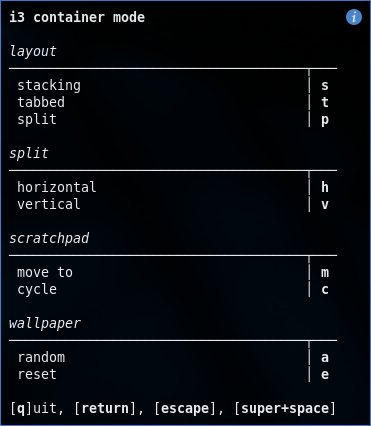 i3 container mode
layout
stacking s
tabbed t
split p
split
horizontal h
vertical v
scratchpad
move to m
cycle c
wallpaper
random a
reset e
[q]uit, [return], [escape], [super+space]